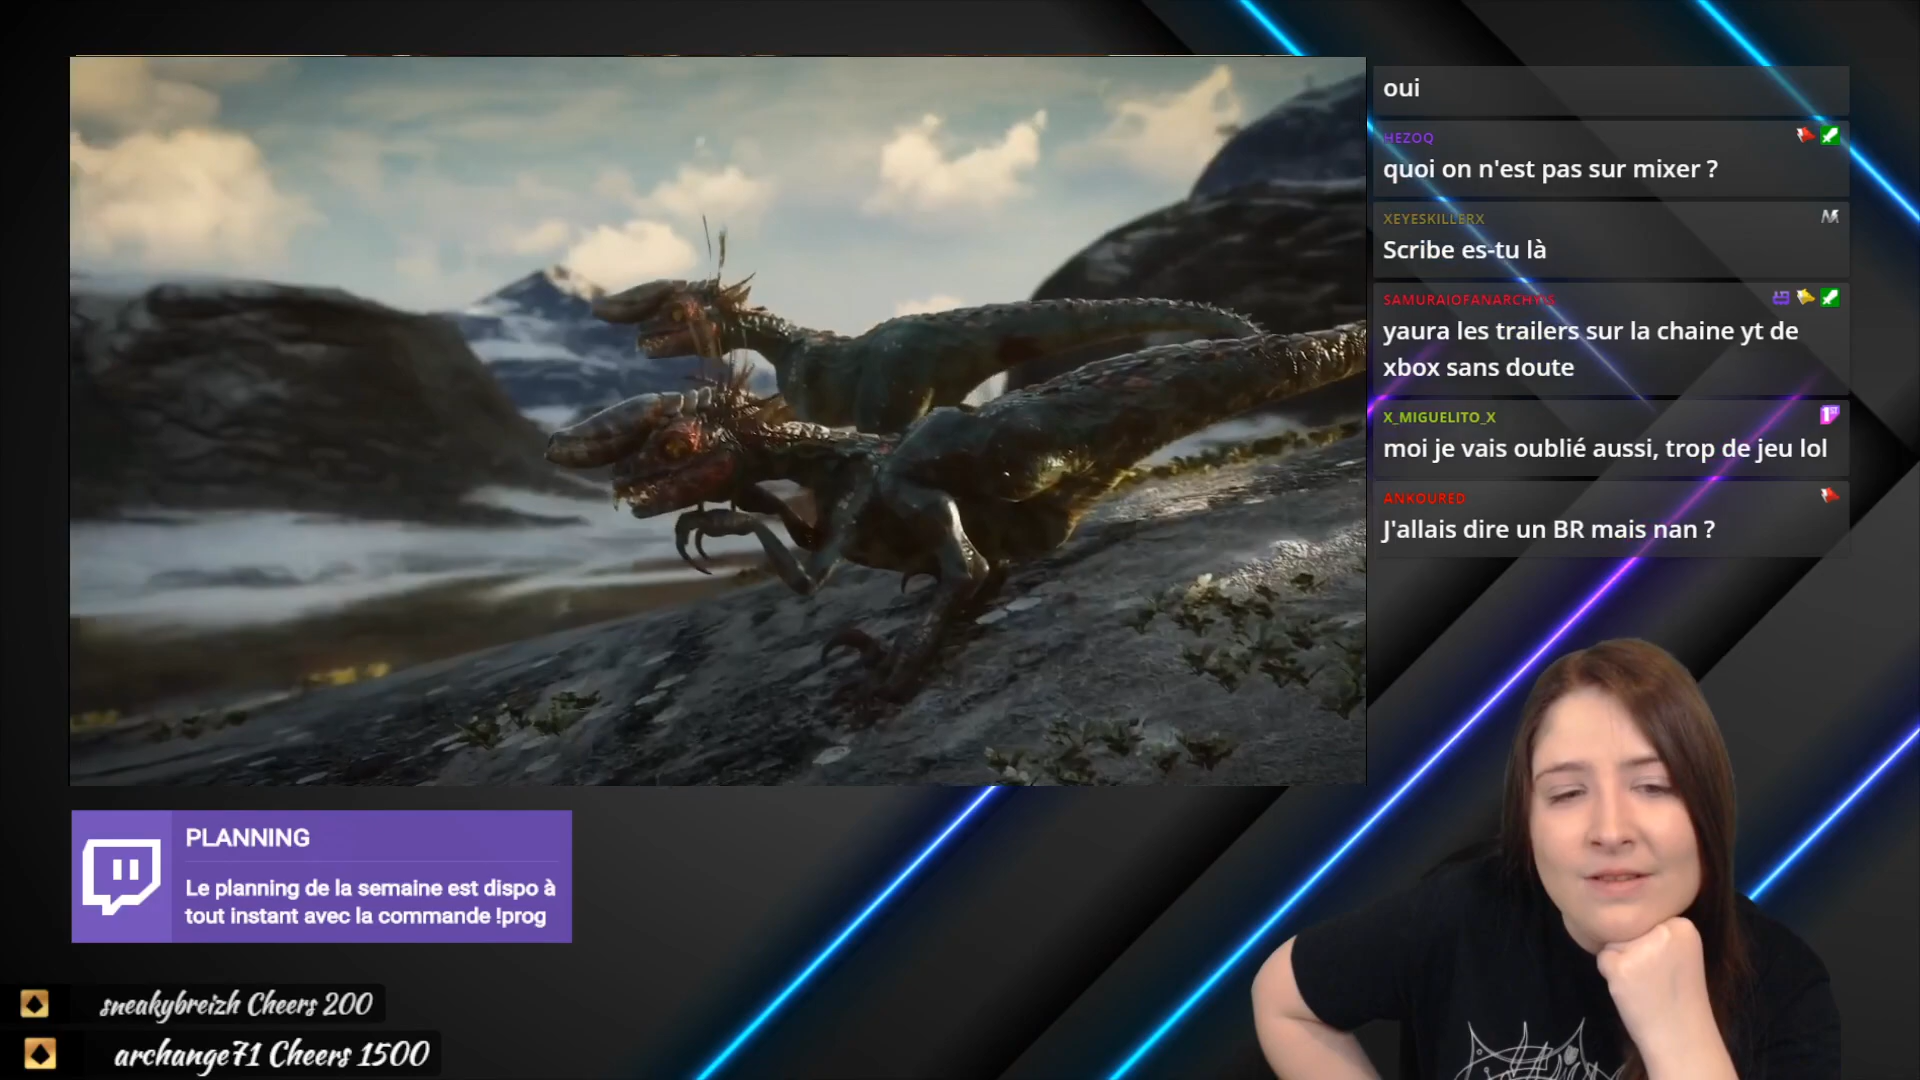 oui
HEZOQ
quoi on n'est pas sur mixer ?
XEYESKILLERX
Scribe es-tu là
SAMURAIOFANARCHY'S
yaura les trailers sur la chaine yt de
xbox sans doute
X_MIGUELITO_X
moi je vais oublié aussi, trop de jeu lol
ANKOURED
J'allais dire un BR mais nan ?
PLANNING
Le planning de la semaine est dispo à
tout instant avec la commande !prog
sneakybreizh Cheers 200
archange71 Cheers 1500